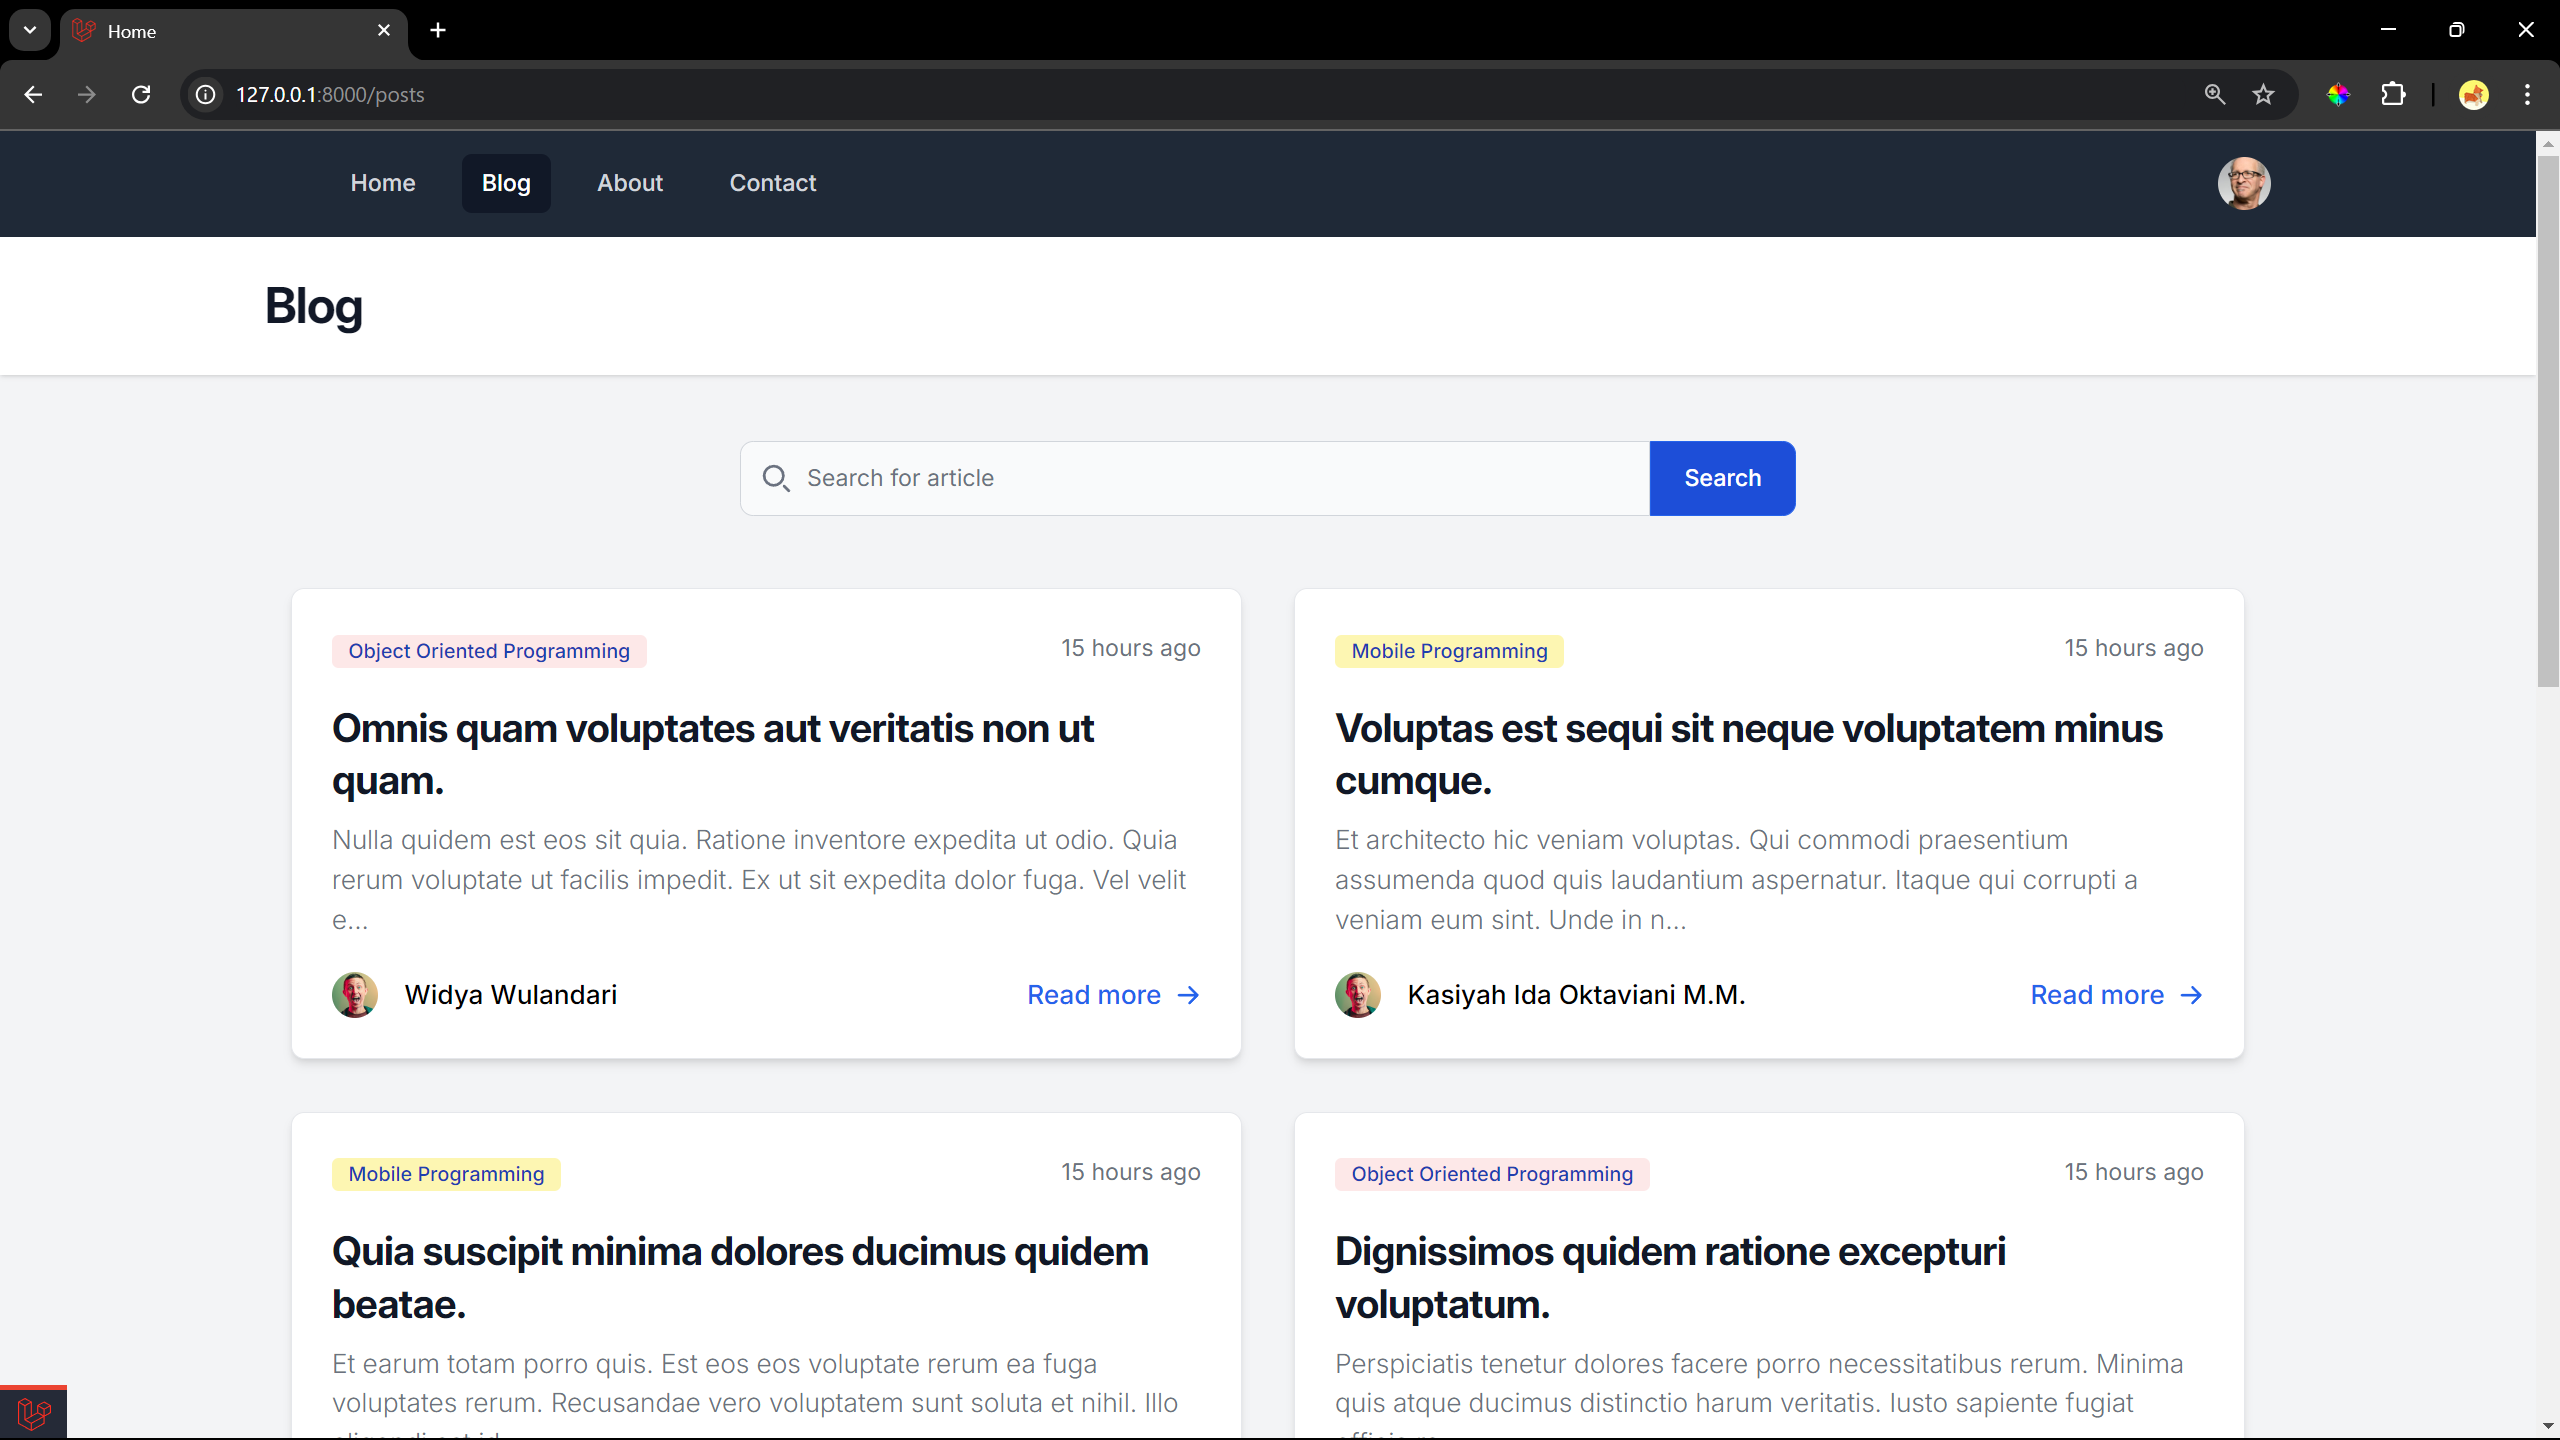 Home
127.0.0.1:8000/posts
Home Blog About Contact
Blog
Search for article Search
Object Oriented Programming 15 hours ago
Omnis quam voluptates aut veritatis non ut
quam.
Nulla quidem est eos sit quia. Ratione inventore expedita ut odio. Quia
rerum voluptate ut facilis impedit. Ex ut sit expedita dolor fuga. Vel velit
e...
Widya Wulandari Read more
Mobile Programming 15 hours ago
Voluptas est sequi sit neque voluptatem minus
cumque.
Et architecto hic veniam voluptas. Qui commodi praesentium
assumenda quod quis laudantium aspernatur. Itaque qui corrupti a
veniam eum sint. Unde in n...
Kasiyah Ida Oktaviani M.M. Read more
Mobile Programming 15 hours ago
Quia suscipit minima dolores ducimus quidem
beatae.
Et earum totam porro quis. Est eos eos voluptate rerum ea fuga
voluptates rerum. Recusandae vero voluptatem sunt soluta et nihil. Illo
Object Oriented Programming 15 hours ago
Dignissimos quidem ratione excepturi
voluptatum.
Perspiciatis tenetur dolores facere porro necessitatibus rerum. Minima
quis atque ducimus distinctio harum veritatis. Iusto sapiente fugiat